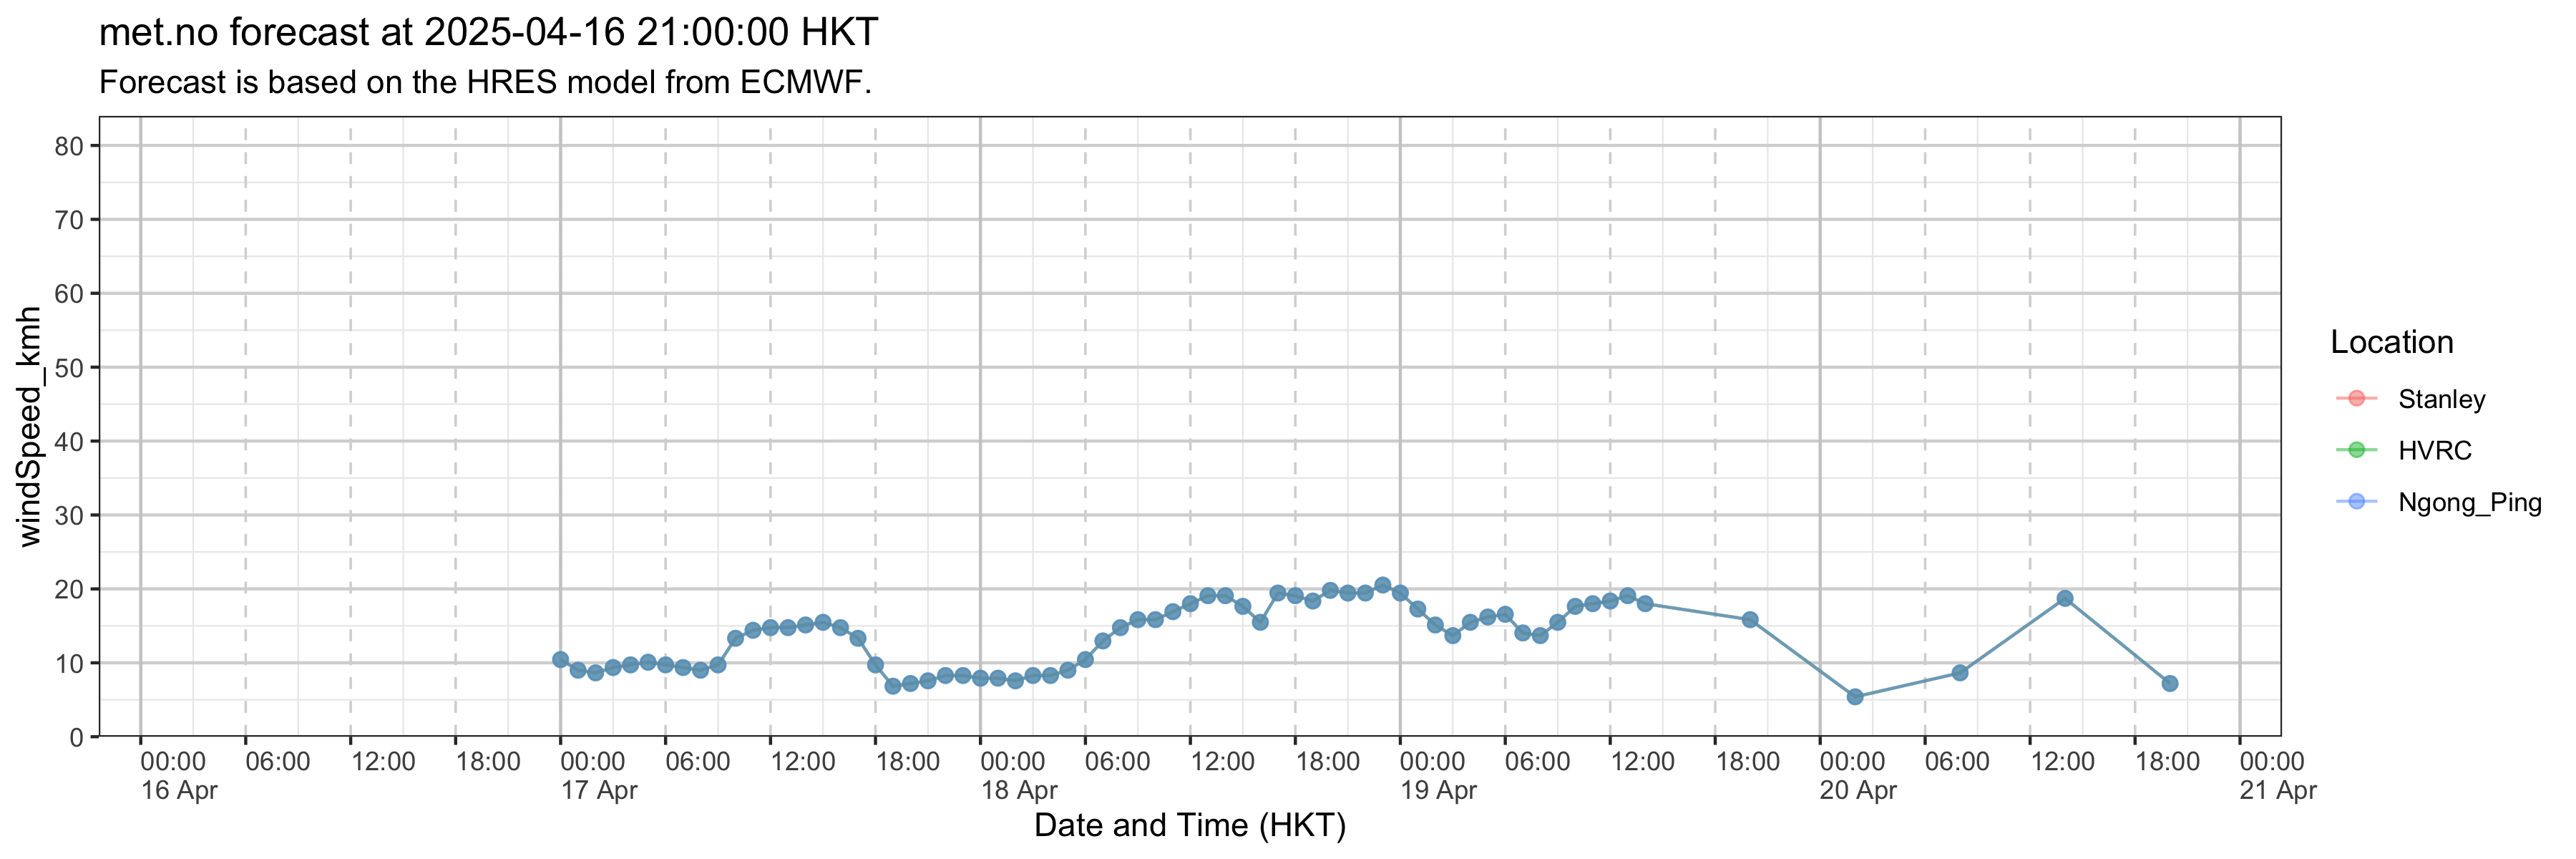 met.no forecast at 2025-04-16 21:00:00 HKT
Forecast is based on the HRES model from ECMWF.
windSpeed_kmh
80
70
60
50
40
30
20
10
0
00:00 06:00 12:00 18:00 00:00 06:00 12:00 18:00 00:00 06:00 12:00 18:00 00:00 06:00 12:00 18:00 00:00 06:00 12:00 18:00 00:00
16 Apr 17 Apr 18 Apr 19 Apr 20 Apr 21 Apr
Date and Time (HKT)
Location
Stanley
HVRC
Ngong_Ping